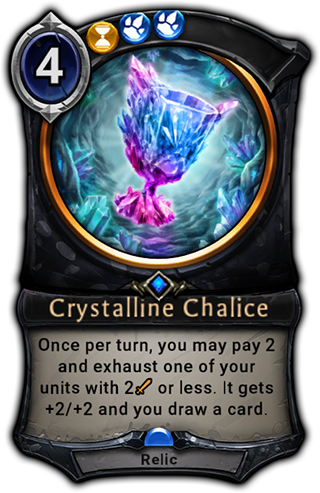 4
Crystalline Chalice
Once per turn, you may pay 2
and exhaust one of your
units with 2 or less. It gets
+2/+2 and you draw a card.
Relic